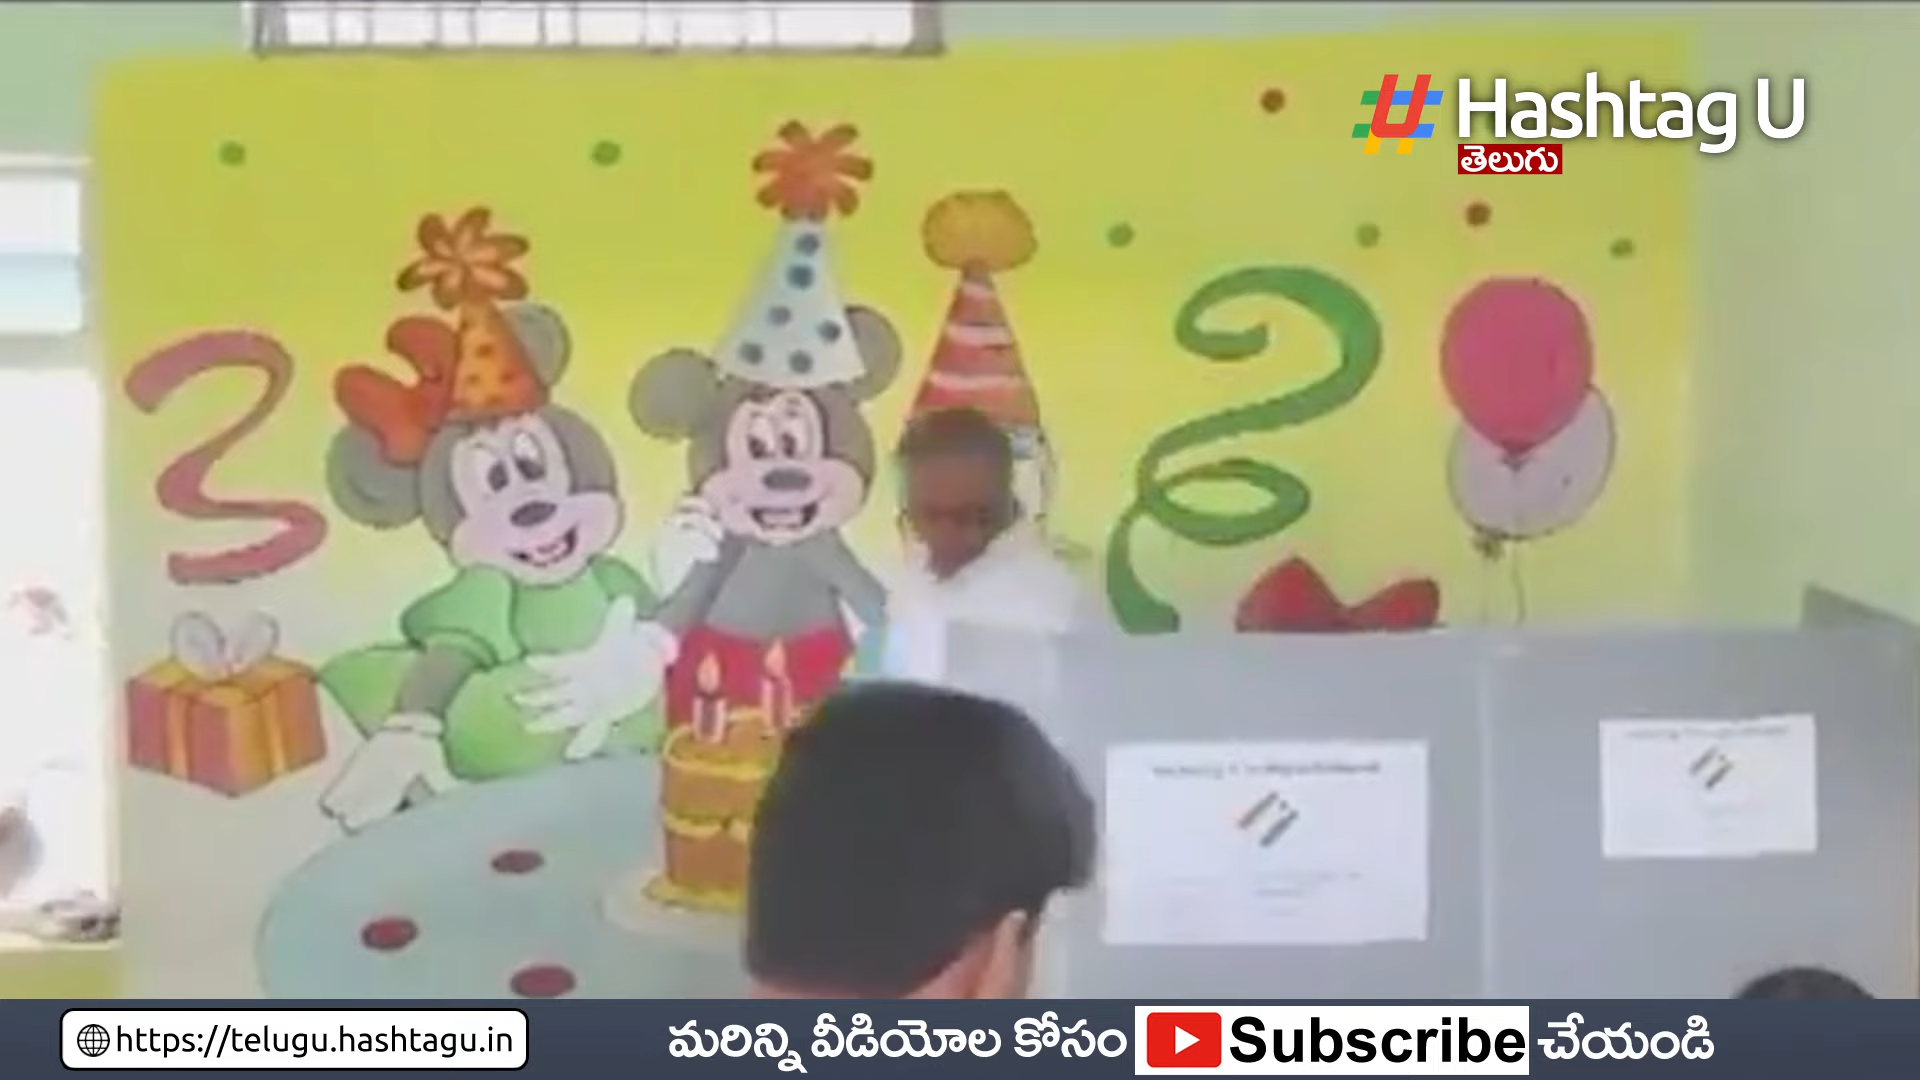 Hashtag U
తెలుగు
https://telugu.hashtagu.in
మరిన్ని వీడియోల కోసం Subscribe చేయండి